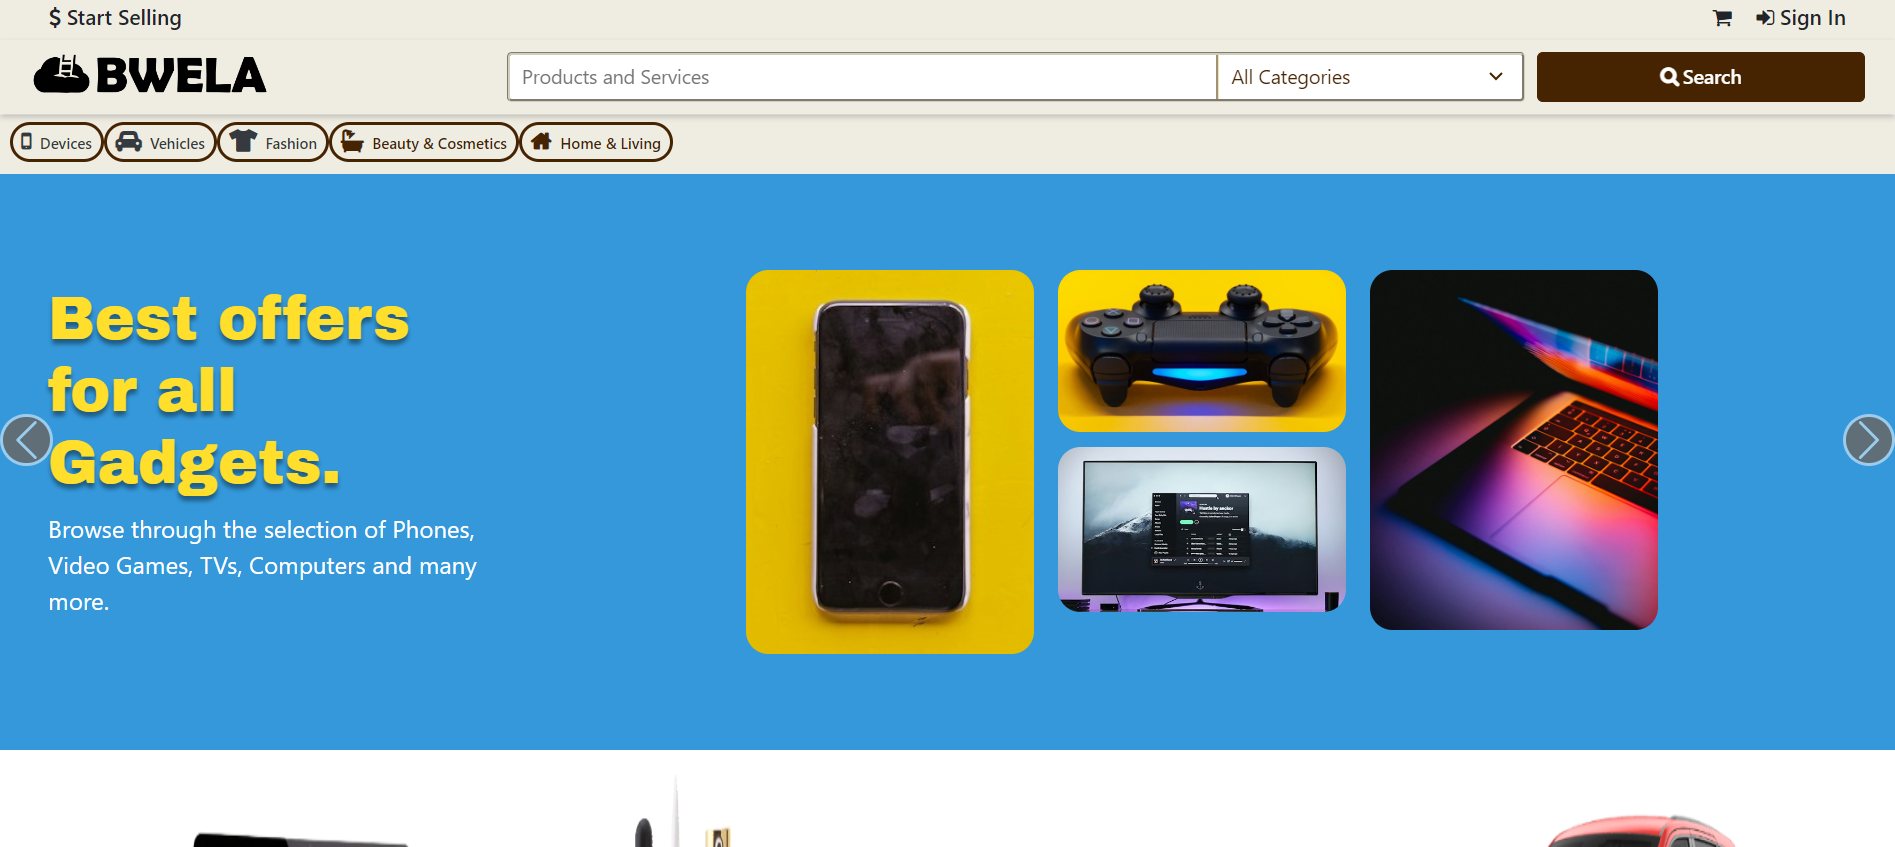 $ Start Selling
Sign In
BWELA
Products and Services
All Categories
Search
Devices
Vehicles
Fashion
Beauty & Cosmetics
Home & Living
Best offers
for all
Gadgets.
Browse through the selection of Phones,
Video Games, TVs, Computers and many
more.